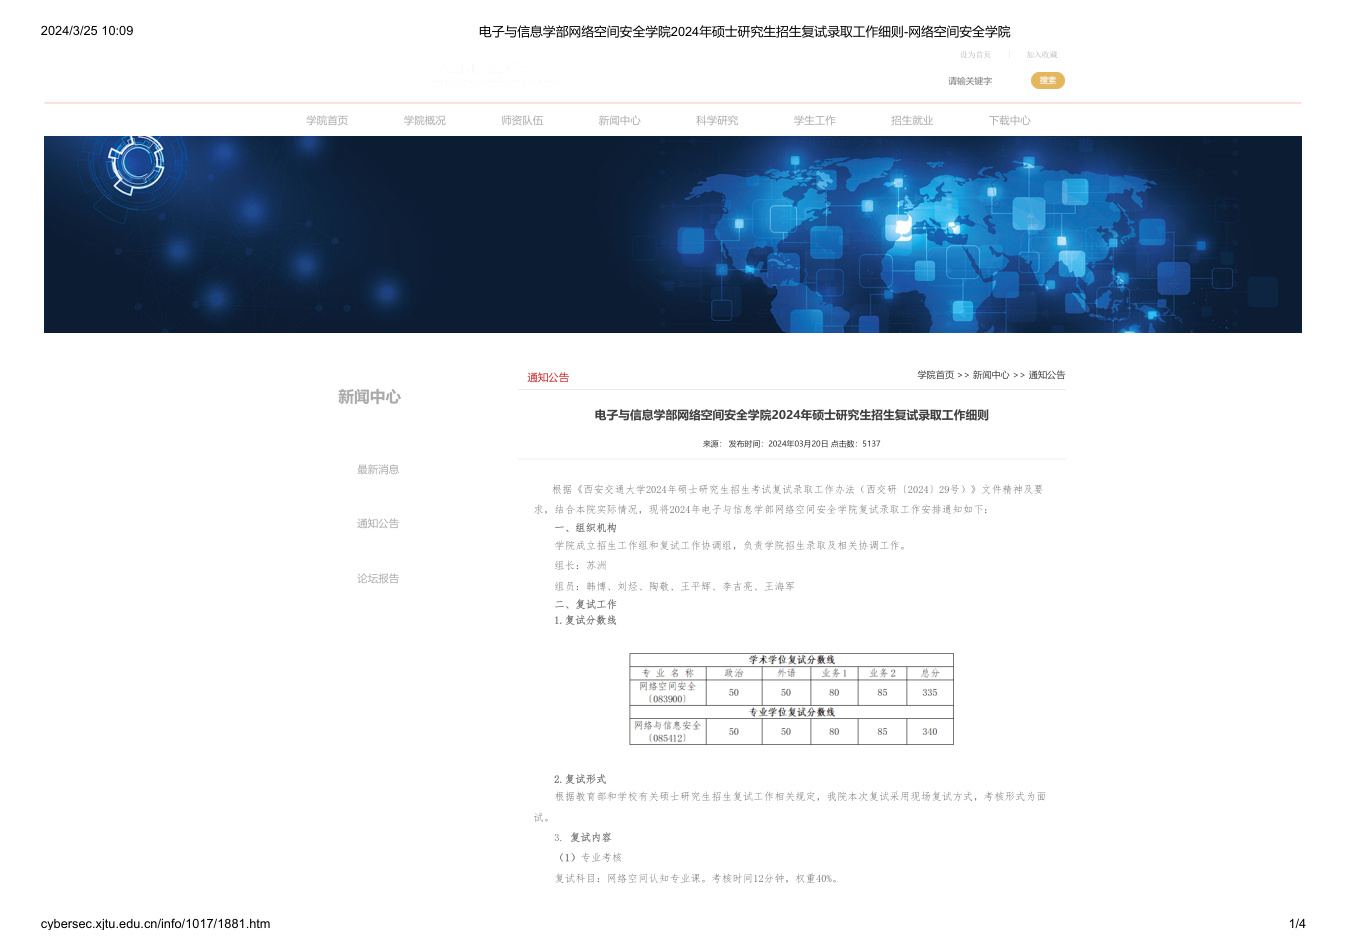 2024/3/25 10:09
电子与信息学部网络空间安全学院2024年硕士研究生招生复试录取工作细则-网络空间安全学院
设为首页 | 加入收藏
请输关键字 搜索
学院首页 学院概况 师资队伍 新闻中心 科学研究 学生工作 招生就业 下载中心
新闻中心
最新消息
通知公告
论坛报告
通知公告
学院首页 >> 新闻中心 >> 通知公告
电子与信息学部网络空间安全学院2024年硕士研究生招生复试录取工作细则
来源： 发布时间：2024年03月20日 点击数：5137
根据《西安交通大学2024年硕士研究生招生考试复试录取工作办法（西交研〔2024〕29号）》文件精神及要
求，结合本院实际情况，现将2024年电子与信息学部网络空间安全学院复试录取工作安排通知如下：
一、组织机构
学院成立招生工作组和复试工作协调组，负责学院招生录取及相关协调工作。
组长：苏洲
组员：韩博、刘烃、陶敬、王平辉、李吉亮、王海军
二、复试工作
1.复试分数线
学术学位复试分数线
专 业 名 称 政治 外语 业务1 业务2 总分
网络空间安全
（083900） 50 50 80 85 335
专业学位复试分数线
网络与信息安全
（085412） 50 50 80 85 340
2.复试形式
根据教育部和学校有关硕士研究生招生复试工作相关规定，我院本次复试采用现场复试方式，考核形式为面
试。
3. 复试内容
（1）专业考核
复试科目：网络空间认知专业课。考核时间12分钟，权重40%。
cybersec.xjtu.edu.cn/info/1017/1881.htm
1/4